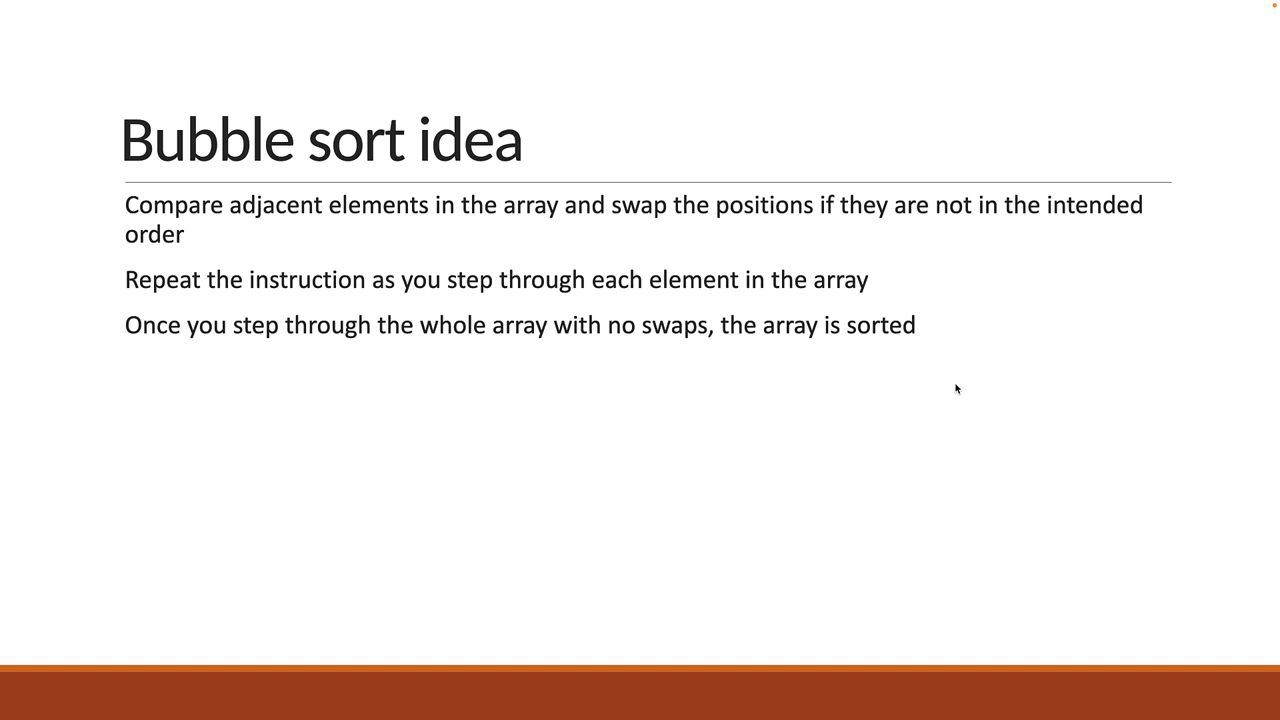 Bubble sort idea
Compare adjacent elements in the array and swap the positions if they are not in the intended
order
Repeat the instruction as you step through each element in the array
Once you step through the whole array with no swaps, the array is sorted